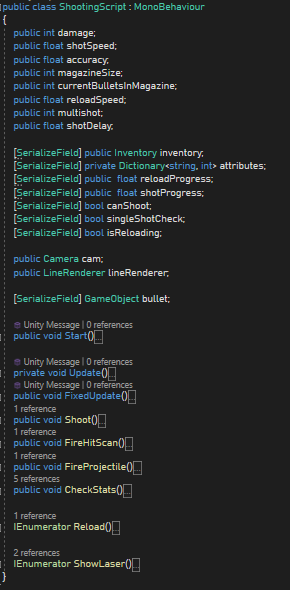 public class ShootingScript : MonoBehaviour
{
public int damage;
public float shotSpeed;
public float accuracy;
public int magazineSize;
public int currentBulletsInMagazine;
public float reloadSpeed;
public int multishot;
public float shotDelay;
[SerializeField] public Inventory inventory;
[SerializeField] private Dictionary<string, int> attributes;
[SerializeField] public  float reloadProgress;
[SerializeField] public  float shotProgress;
[SerializeField] bool canShoot;
[SerializeField] bool singleShotCheck;
[SerializeField] bool isReloading;
public Camera cam;
public LineRenderer lineRenderer;
[SerializeField] GameObject bullet;
Unity Message | 0 references
public void Start()...
Unity Message | 0 references
private void Update()...
Unity Message | 0 references
public void FixedUpdate()...
1 reference
public void Shoot()...
1 reference
public void FireHitScan()...
1 reference
public void FireProjectile()...
5 references
public void CheckStats()...
1 reference
IEnumerator Reload()...
2 references
IEnumerator ShowLaser()...
}